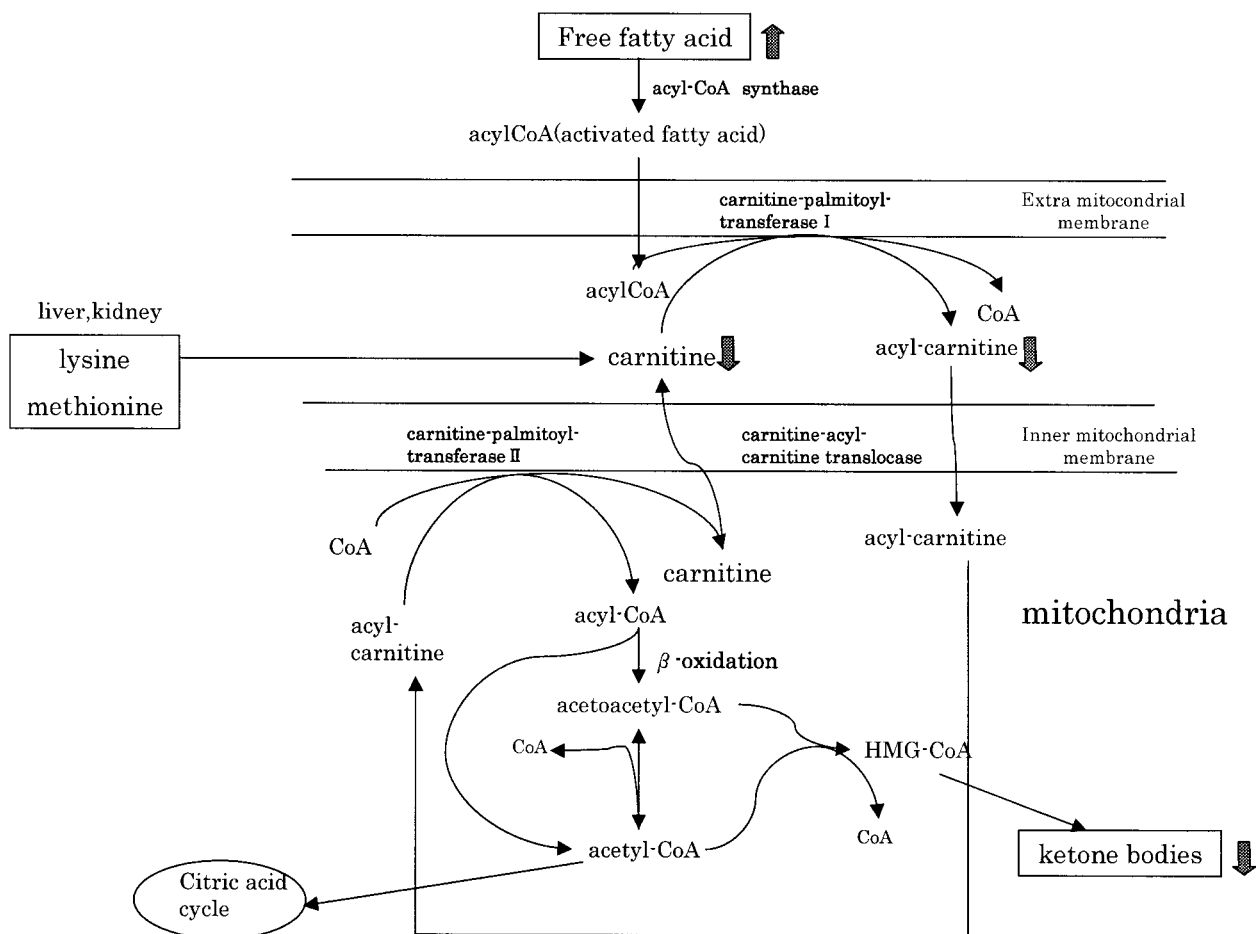 Free fatty acid
acyl-CoA synthase
acylCoA(activated fatty acid)
carnitine-palmitoyl-
transferase I
Extra mitocondrial
membrane
acylCoA
CoA
liver,kidney
lysine
methionine
carnitine
acyl-carnitine
carnitine-palmitoyl-
transferase II
carnitine-acyl-
carnitine translocase
Inner mitochondrial
membrane
CoA
carnitine
acyl-carnitine
acyl-
carnitine
acyl-CoA
mitochondria
β-oxidation
acetoacetyl-CoA
CoA
HMG-CoA
CoA
acetyl-CoA
ketone bodies
Citric acid
cycle